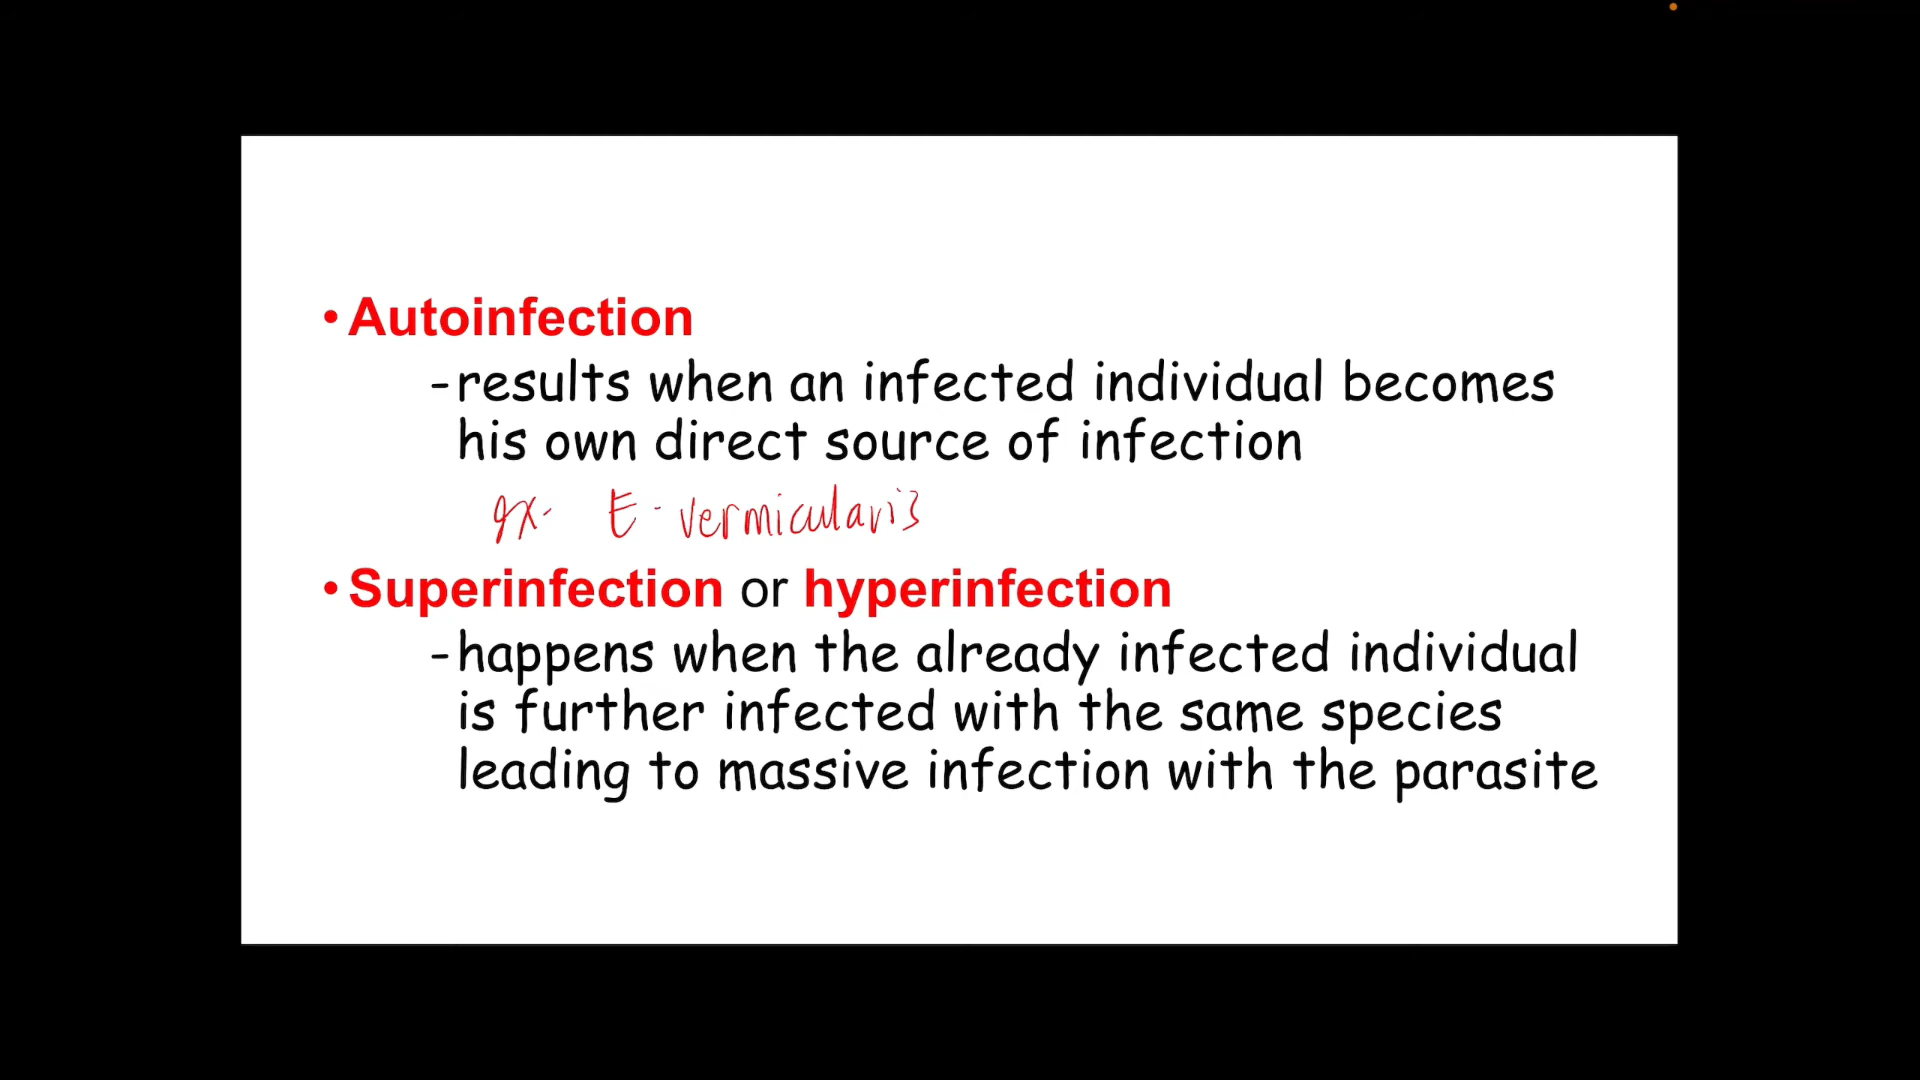 • Autoinfection
-results when an infected individual becomes
his own direct source of infection
ex. E. vermicularis
• Superinfection or hyperinfection
-happens when the already infected individual
is further infected with the same species
leading to massive infection with the parasite